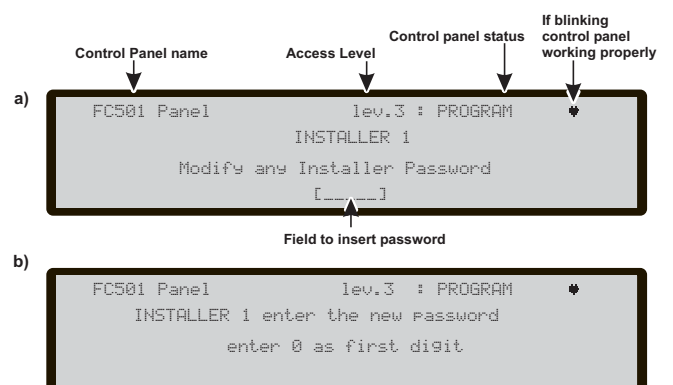 If blinking
control panel
working properly
Control panel status
Control Panel name
Access Level
a)
FC501 Panel lev.3 : PROGRAM
INSTALLER 1
Modify any Installer Password
[_____]
Field to insert password
b)
FC501 Panel lev.3 : PROGRAM
INSTALLER 1 enter the new password
enter 0 as first digit